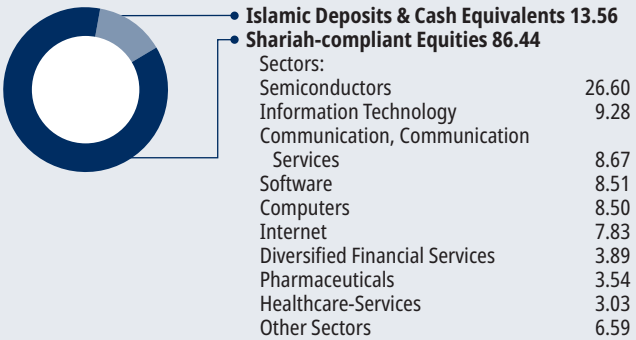 Islamic Deposits & Cash Equivalents 13.56
Shariah-compliant Equities 86.44
Sectors:
Semiconductors 26.60
Information Technology 9.28
Communication, Communication
Services 8.67
Software 8.51
Computers 8.50
Internet 7.83
Diversified Financial Services 3.89
Pharmaceuticals 3.54
Healthcare-Services 3.03
Other Sectors 6.59